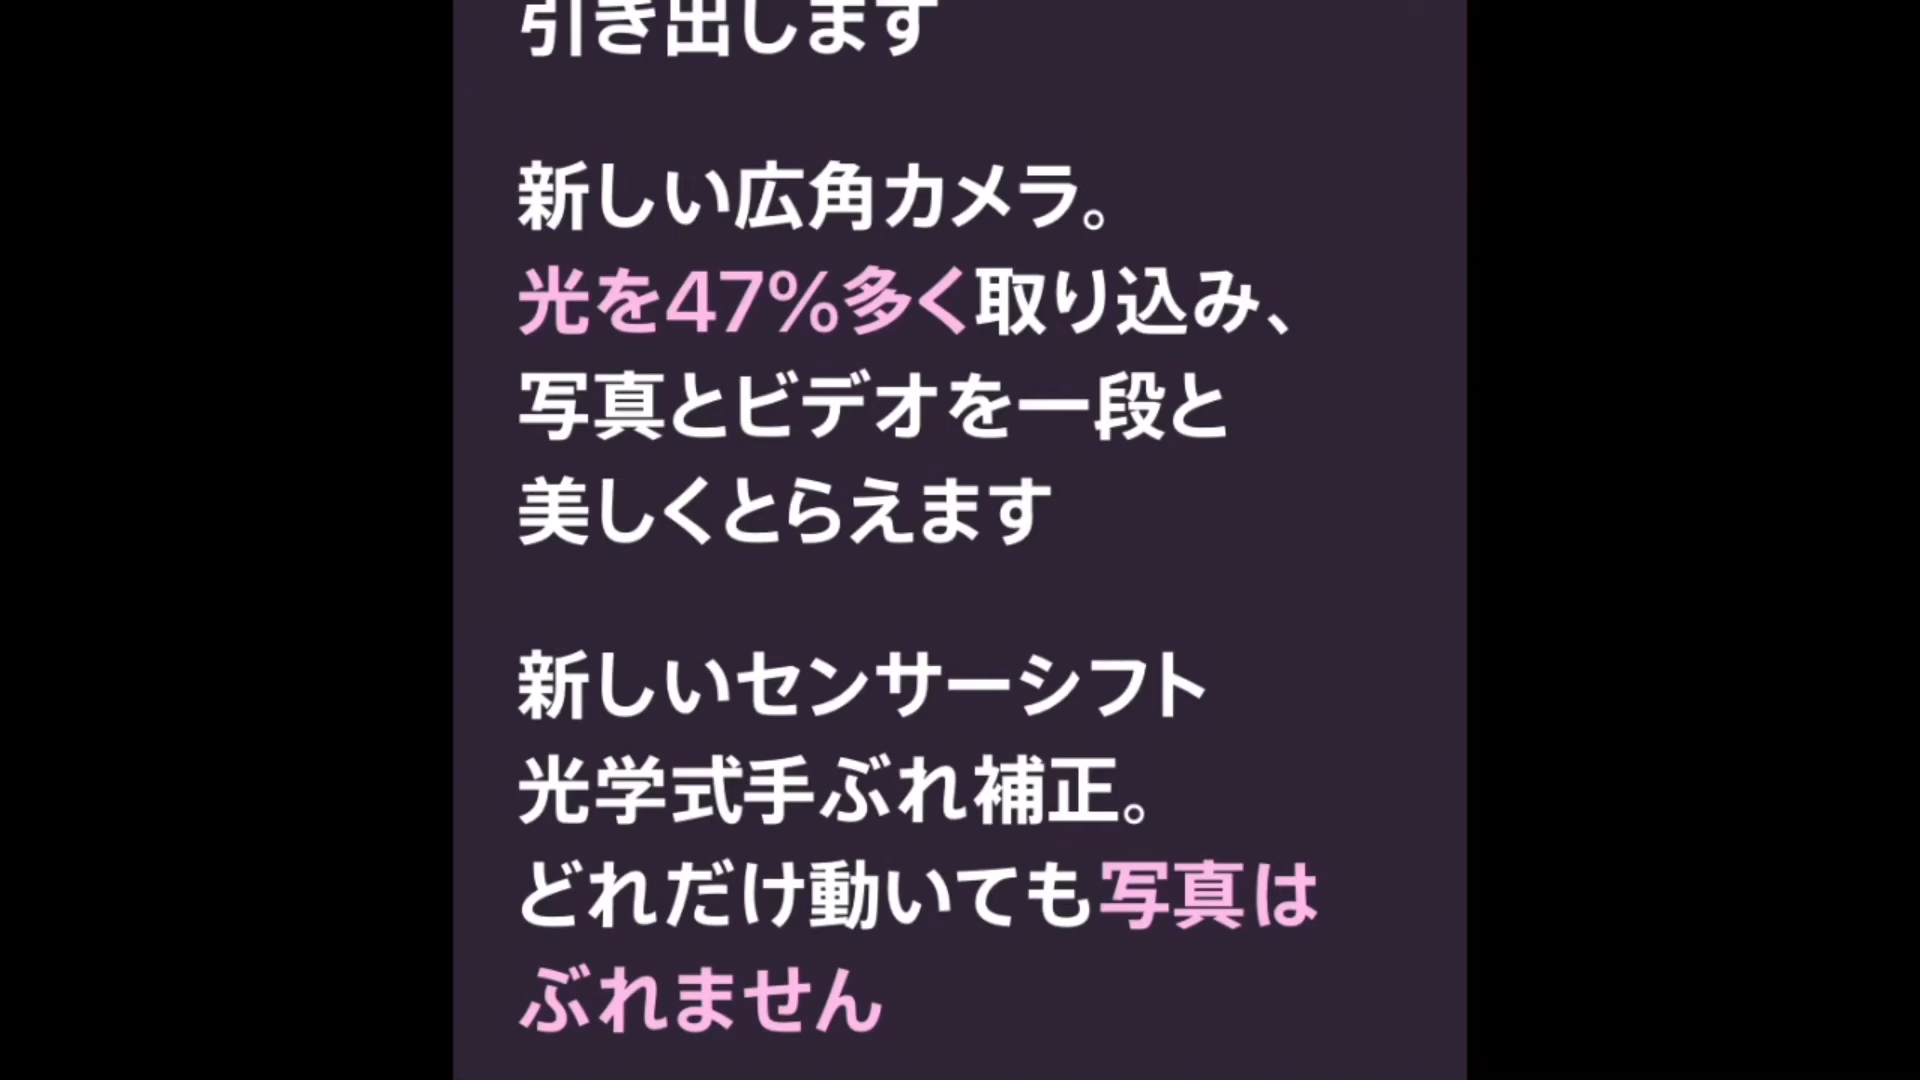 引き出します
新しい広角カメラ。
光を47%多く取り込み、
写真とビデオを一段と
美しくとらえます
新しいセンサーシフト
光学式手ぶれ補正。
どれだけ動いても写真は
ぶれません